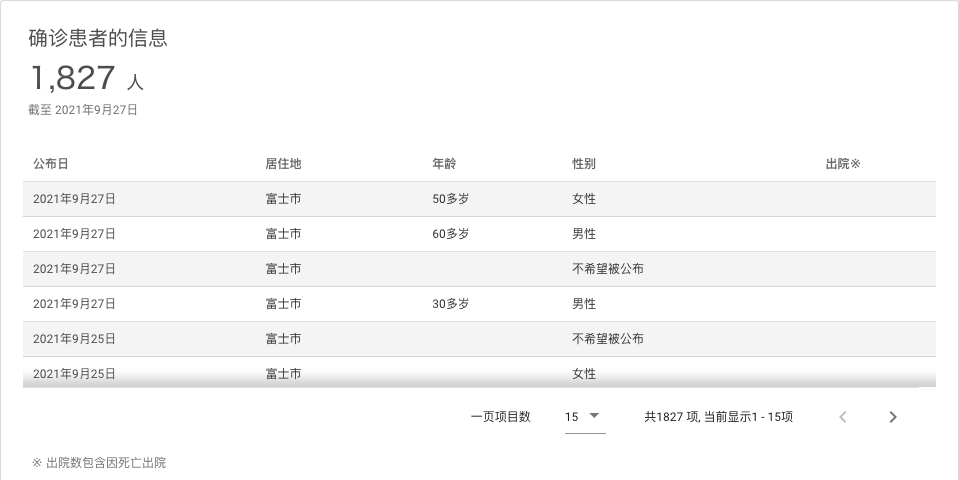 确诊患者的信息
1,827 人
截至 2021年9月27日
公布日 居住地 年龄 性别 出院※
2021年9月27日 富士市 50多岁 女性
2021年9月27日 富士市 60多岁 男性
2021年9月27日 富士市 不希望被公布
2021年9月27日 富士市 30多岁 男性
2021年9月25日 富士市 不希望被公布
2021年9月25日 富士市 女性
一页项目数 15 共1827 项, 当前显示1 - 15项
※ 出院数包含因死亡出院